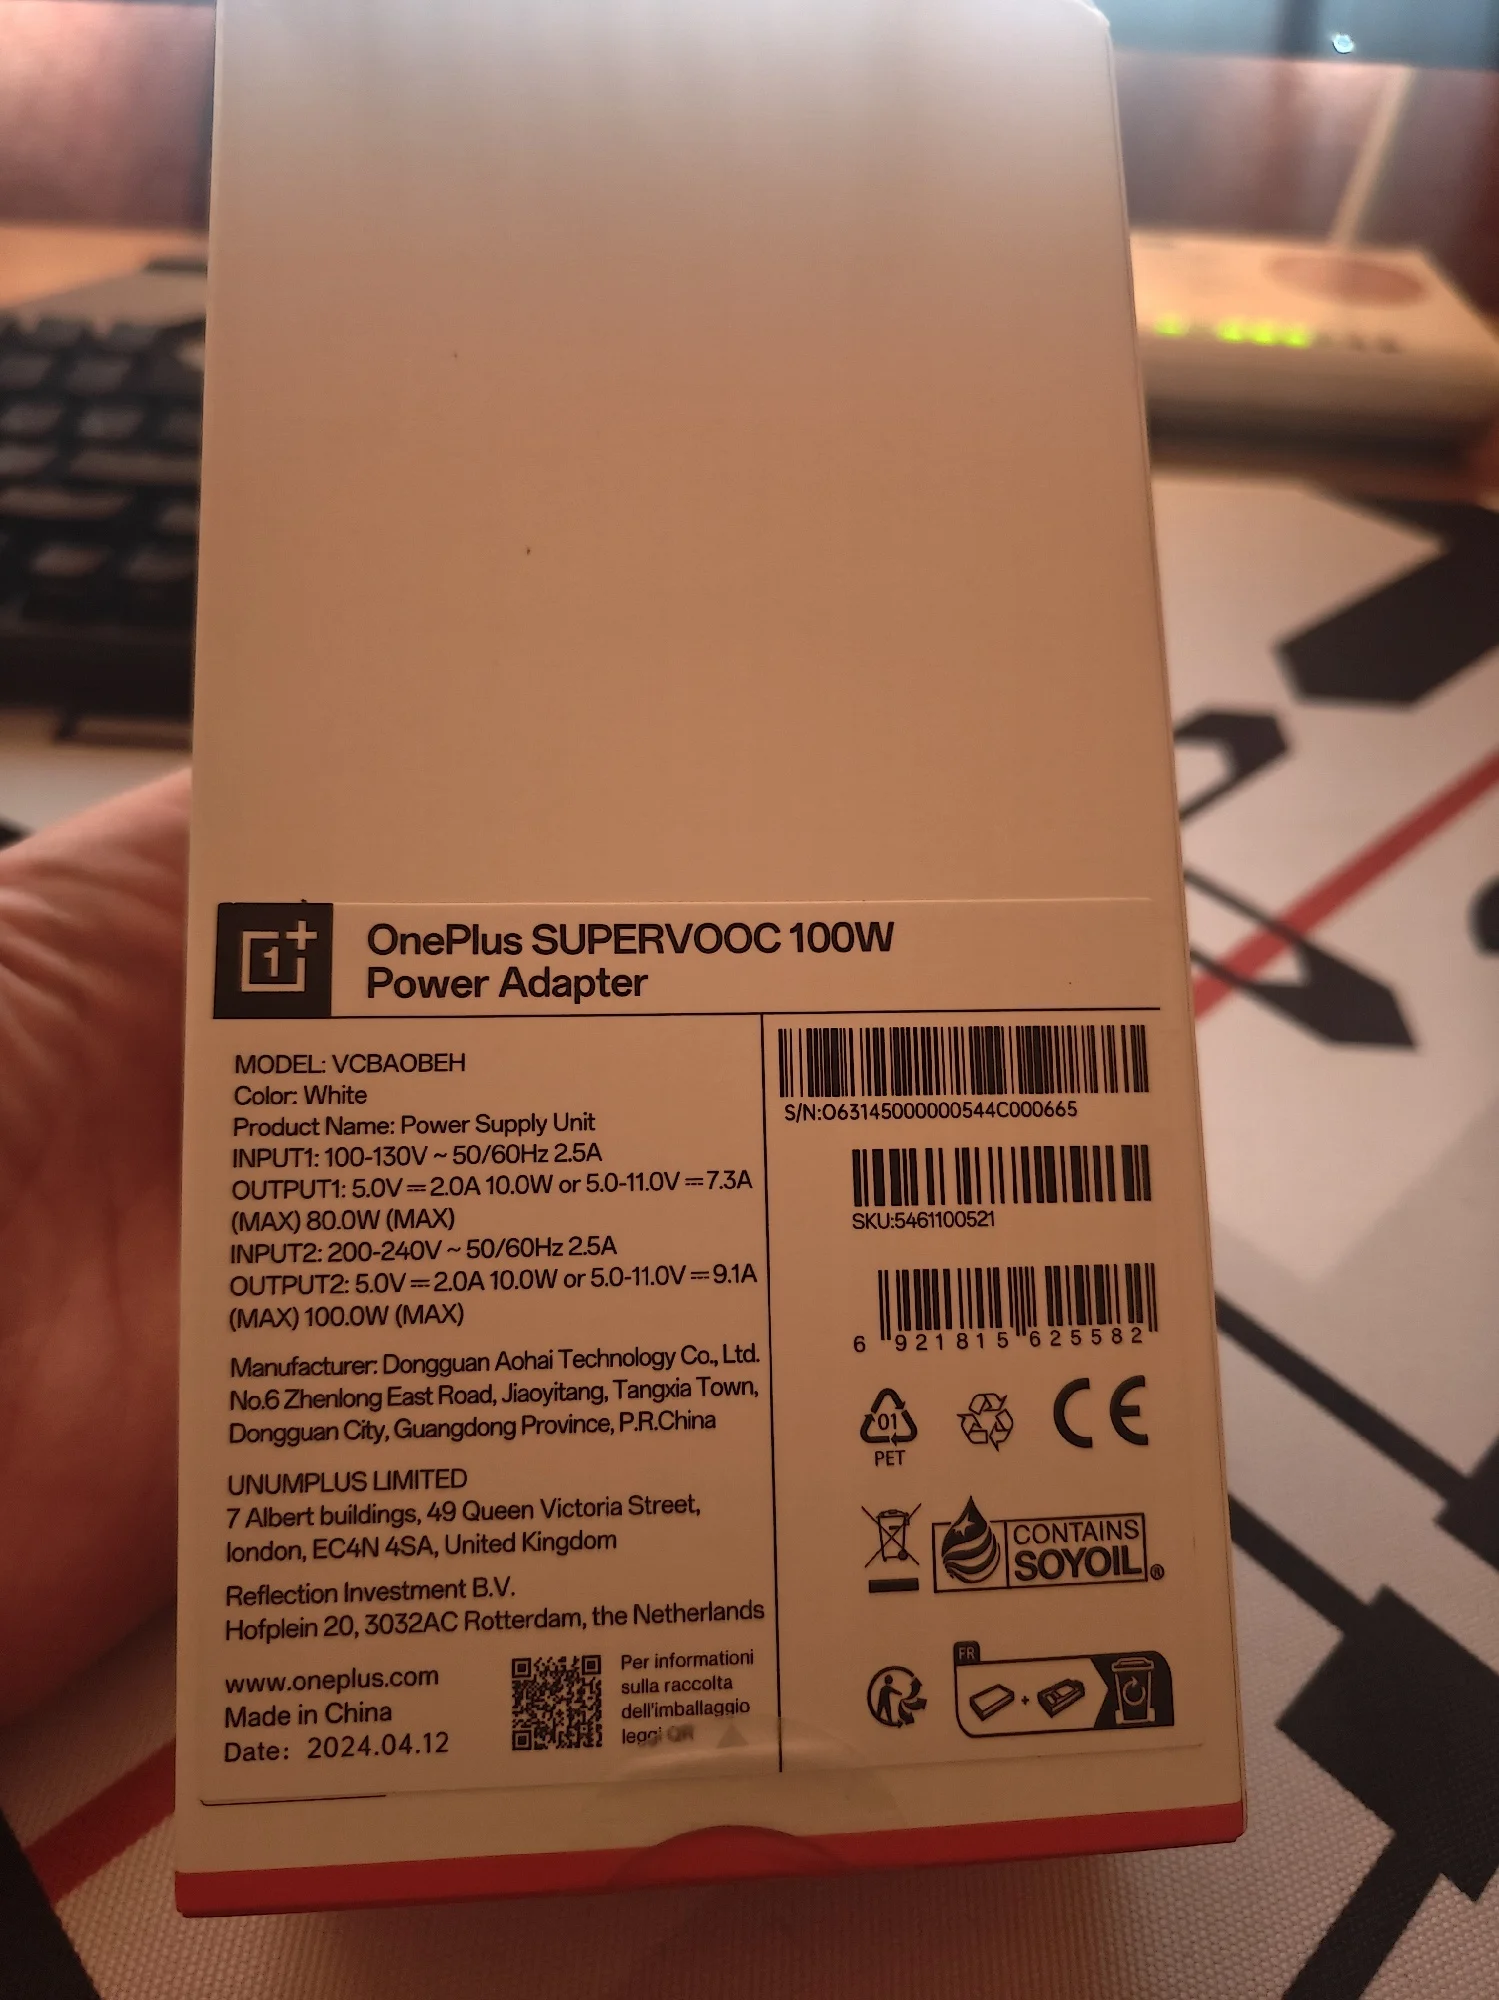 1+
OnePlus SUPERVOOC 100W
Power Adapter
MODEL: VCBAOBEH
Color: White
Product Name: Power Supply Unit
INPUT1: 100-130V ~ 50/60Hz 2.5A
OUTPUT1: 5.0V⎓2.0A 10.0W or 5.0-11.0V⎓7.3A
(MAX) 80.0W (MAX)
INPUT2: 200-240V ~ 50/60Hz 2.5A
OUTPUT2: 5.0V⎓2.0A 10.0W or 5.0-11.0V⎓9.1A
(MAX) 100.0W (MAX)
Manufacturer: Dongguan Aohai Technology Co., Ltd.
No.6 Zhenlong East Road, Jiaoyitang, Tangxia Town,
Dongguan City, Guangdong Province, P.R.China
UNUMPLUS LIMITED
7 Albert buildings, 49 Queen Victoria Street,
london, EC4N 4SA, United Kingdom
Reflection Investment B.V.
Hofplein 20, 3032AC Rotterdam, the Netherlands
www.oneplus.com
Made in China
Date: 2024.04.12
Per informationi
sulla raccolta
dell'imballaggio
leggi QR
S/N:O63145000000544C000665
SKU:5461100521
6 921815 625582
01
PET
CE
CONTAINS
SOYOIL®
FR